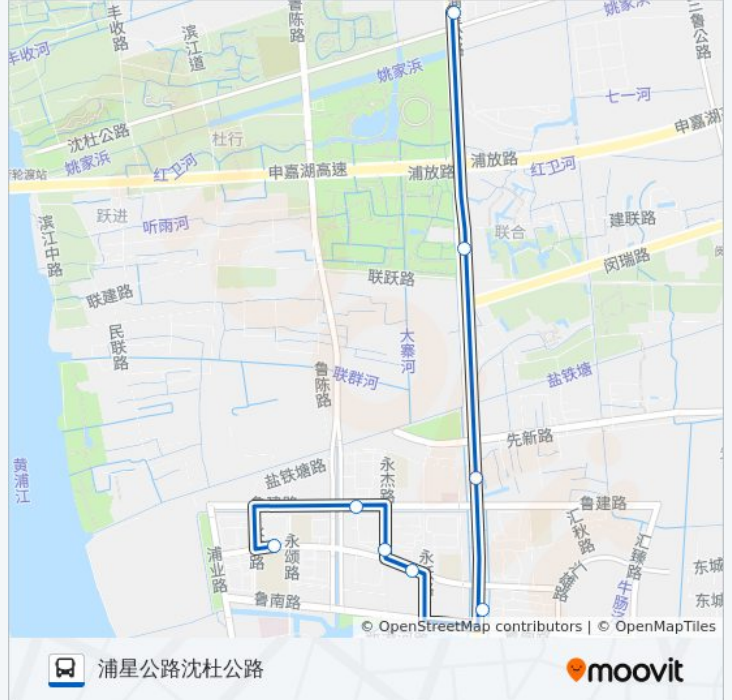 丰收路
滨江道
鲁陈路
姚家浜
三鲁公路
丰收河
姚家浜
七一河
沈杜公路
杜行
申嘉湖
姚家浜
红卫河
申嘉湖高速
浦放路
浦放路
红卫河
轮渡站
跃进
听雨河
滨江中路
联合
建联路
闵瑞路
联跃路
联建路
民联路
大寨河
鲁陈路
联群河
盐铁塘
先新路
黄浦江
盐铁塘路
永杰路
鲁建路
汇秋路
汇臻路
浦业路
永颂路
东城
牛肠
鲁南路
东城
© OpenStreetMap contributors | © OpenMapTiles
浦星公路沈杜公路
moovit